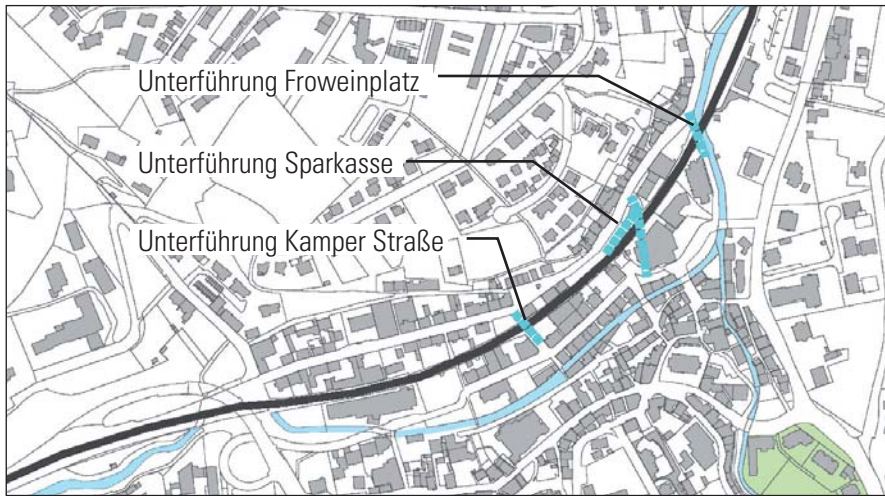 Unterführung Froweinplatz
Unterführung Sparkasse
Unterführung Kamper Straße